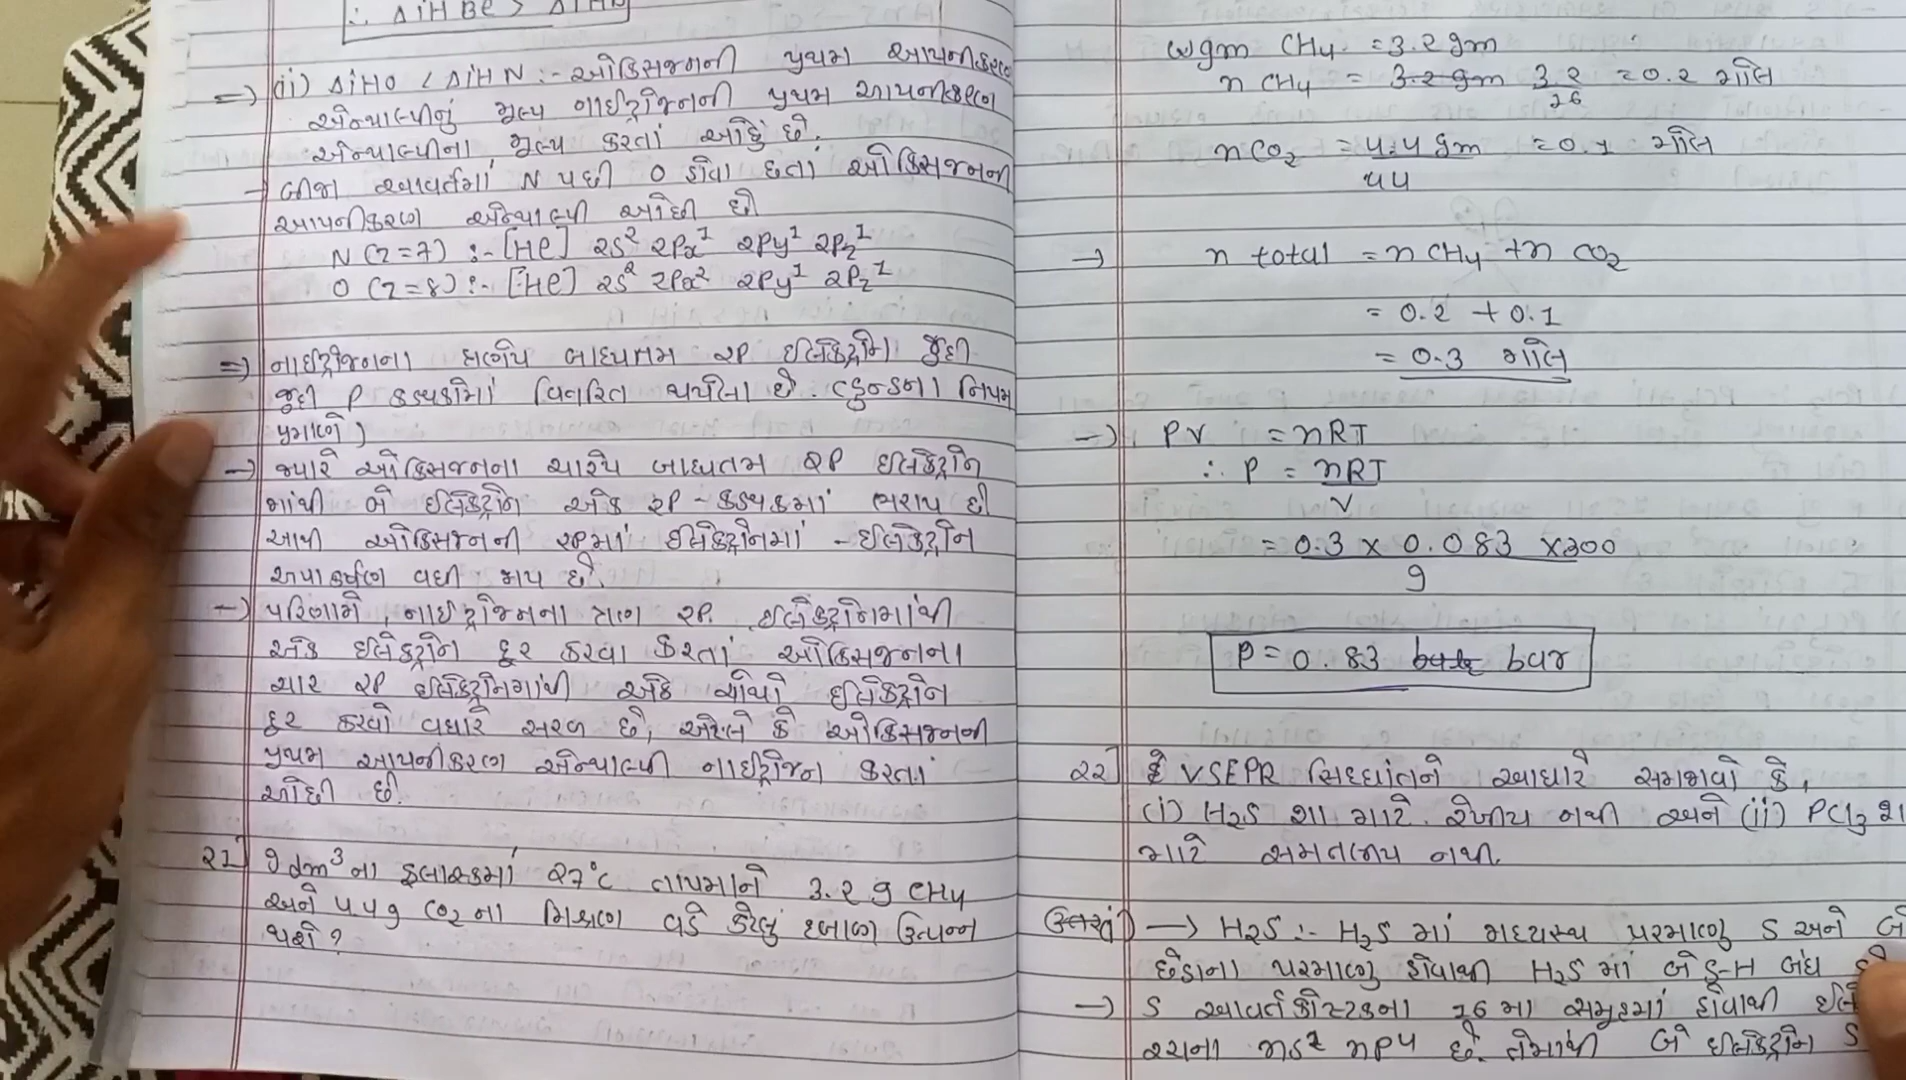 ∴ ΔiH Be > ΔiH B
⇒ (ii) ΔiHO < ΔiHN :- ઓક્સિજનની પ્રથમ આયનીકરણ
એન્થાલ્પીનું મૂલ્ય નાઈટ્રોજનની પ્રથમ આયનીકરણ
એન્થાલ્પીના મૂલ્ય કરતાં ઓછું છે.
→ બીજા આવર્તમાં N પછી O હોવા છતાં ઓક્સિજનની
આયનીકરણ એન્થાલ્પી ઓછી છે
N (z=7) :- [He] 2s² 2Px¹ 2Py¹ 2Pz¹
O (z=8) :- [He] 2s² 2Px² 2Py¹ 2Pz¹
⇒ નાઈટ્રોજનના ત્રણેય બાહ્યતમ 2P ઈલેક્ટ્રોન જુદી
જુદી P કક્ષકોમાં વિતરિત થયેલા છે. (હુન્ડના નિયમ
પ્રમાણે)
→ જ્યારે ઓક્સિજનના ચારેય બાહ્યતમ 2P ઈલેક્ટ્રોન
માંથી બે ઈલેક્ટ્રોન એક 2P - કક્ષકમાં ભરાય છે
આથી ઓક્સિજનની 2Pમાં ઈલેક્ટ્રોનમાં - ઈલેક્ટ્રોન
અપાકર્ષણ વધી જાય છે.
→ પરિણામે, નાઈટ્રોજનના ત્રણ 2P ઈલેક્ટ્રોનમાંથી
એક ઈલેક્ટ્રોન દૂર કરવા કરતાં ઓક્સિજનના
ચાર 2P ઈલેક્ટ્રોનમાંથી એક ચોથો ઈલેક્ટ્રોન
દૂર કરવો વધારે સરળ છે, એટલે કે ઓક્સિજનની
પ્રથમ આયનીકરણ એન્થાલ્પી નાઈટ્રોજન કરતાં
ઓછી છે.
21] 9 dm³ ના ફ્લાસ્કમાં 27°C તાપમાને 3.2 g CH4
અને 4.4 g CO2 ના મિશ્રણ વડે કેટલું દબાણ ઉત્પન્ન
થશે?
wgm CH4 = 3.2 gm
n CH4 = 3.2 gm 3.2/16 = 0.2 મોલ
nCO2 = 4.4 gm/44 = 0.1 મોલ
→ n total = n CH4 + n CO2
= 0.2 + 0.1
= 0.3 મોલ
→ PV = nRT
∴ P = nRT
V
= 0.3 x 0.083 x300
9
P = 0.83 bar
22] VSEPR સિધ્ધાંતને આધારે સમજાવો કે,
(i) H2S શા માટે રેખીય નથી અને (ii) PCl3 શા
માટે સમતલીય નથી.
ઉત્તર) → H2S :- H2S માં મધ્યસ્થ પરમાણુ S અને બે
છેડાના પરમાણુ હોવાથી H2S માં બે S-H બંધ છે
→ S આવર્ત કોષ્ટકના 16 મા સમૂહમાં હોવાથી ઈલે
રચના ns² np4 છે. તેમાંથી બે ઈલેક્ટ્રોન S